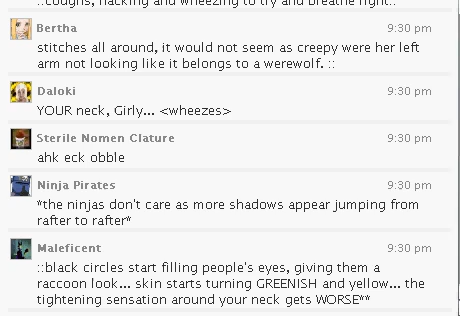 ::coughs, hacking and wheezing to try and breathe right::
Bertha 9:30 pm
stitches all around, it would not seem as creepy were her left
arm not looking like it belongs to a werewolf. ::
Daloki 9:30 pm
YOUR neck, Girly... <wheezes>
Sterile Nomen Clature 9:30 pm
ahk eck obble
Ninja Pirates 9:30 pm
*the ninjas don't care as more shadows appear jumping from
rafter to rafter*
Maleficent 9:30 pm
::black circles start filling people's eyes, giving them a
raccoon look... skin starts turning GREENISH and yellow... the
tightening sensation around your neck gets WORSE**